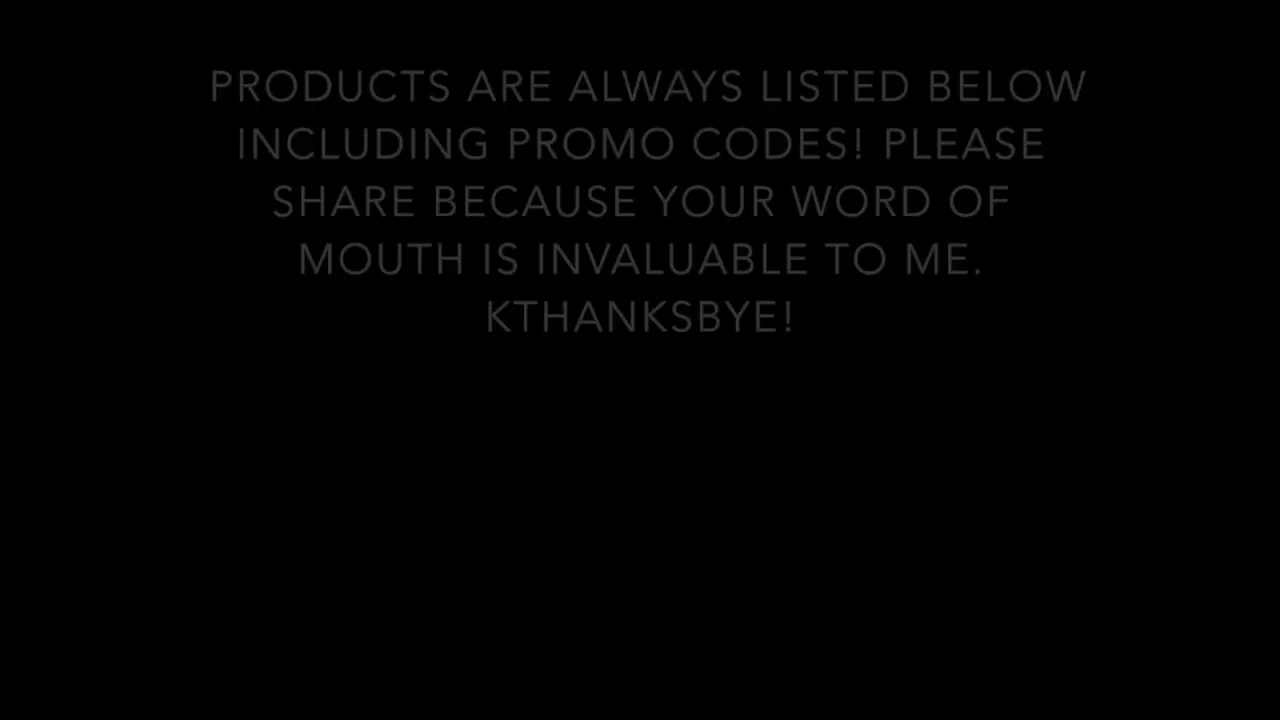 PRODUCTS ARE ALWAYS LISTED BELOW
INCLUDING PROMO CODES! PLEASE
SHARE BECAUSE YOUR WORD OF
MOUTH IS INVALUABLE TO ME.
KTHANKSBYE!